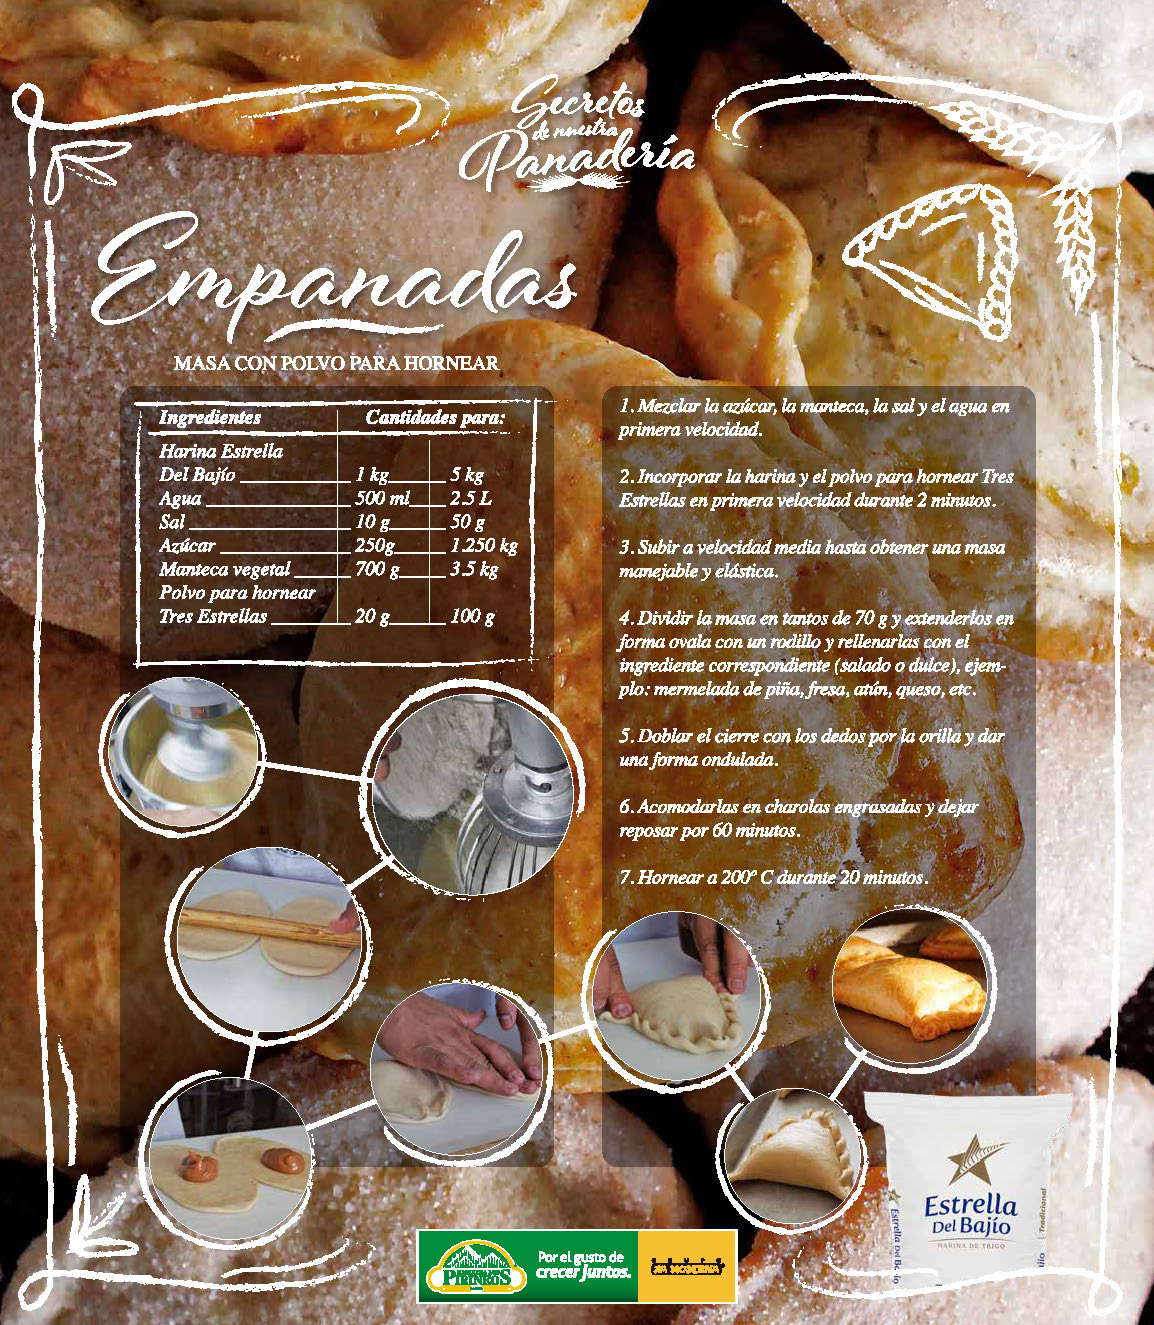 Secretos
de nuestra
Panadería
Empanadas
MASA CON POLVO PARA HORNEAR
Ingredientes Cantidades para:
Harina Estrella
Del Bajío 1 kg 5 kg
Agua 500 ml 2.5 L
Sal 10 g 50 g
Azúcar 250g 1.250 kg
Manteca vegetal 700 g 3.5 kg
Polvo para hornear
Tres Estrellas 20 g 100 g
1. Mezclar la azúcar, la manteca, la sal y el agua en
primera velocidad.
2. Incorporar la harina y el polvo para hornear Tres
Estrellas en primera velocidad durante 2 minutos.
3. Subir a velocidad media hasta obtener una masa
manejable y elástica.
4. Dividir la masa en tantos de 70 g y extenderlos en
forma ovala con un rodillo y rellenarlas con el
ingrediente correspondiente (salado o dulce), ejem-
plo: mermelada de piña, fresa, atún, queso, etc.
5. Doblar el cierre con los dedos por la orilla y dar
una forma ondulada.
6. Acomodarlas en charolas engrasadas y dejar
reposar por 60 minutos.
7. Hornear a 200º C durante 20 minutos.
Estrella
DEL Bajío
HARINA DE TRIGO
Tradicional
Estrella DEL
PIRINEOS
Por el gusto de
crecer juntos.
LA MODERNA